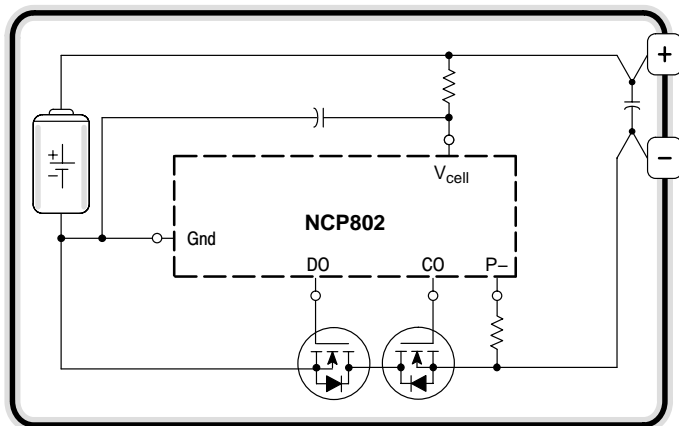 +
+
−
V_cell
−
NCP802
Gnd
DO CO P−